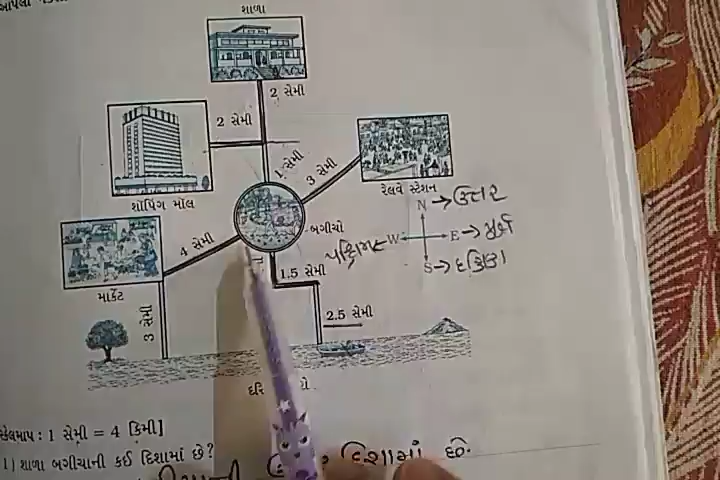 શાળા
2 સેમી
2 સેમી
1 સેમી
3 સેમી
રેલવે સ્ટેશન
શોપિંગ મૉલ
N → ઉત્તર
બગીચો
પશ્ચિમ ← W E → પૂર્વ
S → દક્ષિણ
4 સેમી
1.5 સેમી
માર્કેટ
3 સેમી
2.5 સેમી
1 સેમી = 4 કિમી]
1) શાળા બગીચાની કઈ દિશામાં છે?
દિશામાં છે.